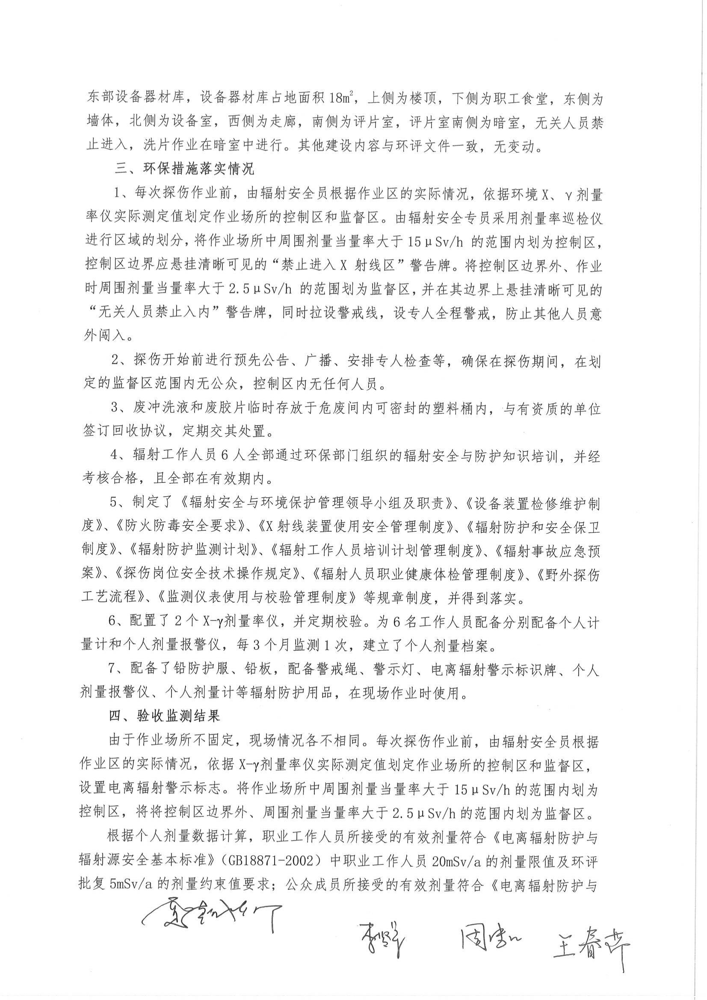 东部设备器材库，设备器材库占地面积18m²，上侧为楼顶，下侧为职工食堂，东侧为
墙体，北侧为设备室，西侧为走廊，南侧为评片室，评片室南侧为暗室，无关人员禁
止进入，洗片作业在暗室中进行。其他建设内容与环评文件一致，无变动。
三、环保措施落实情况
1、每次探伤作业前，由辐射安全员根据作业区的实际情况，依据环境X、γ剂量
率仪实际测定值划定作业场所的控制区和监督区。由辐射安全专员采用剂量率巡检仪
进行区域的划分，将作业场所中周围剂量当量率大于15μSv/h 的范围内划为控制区，
控制区边界应悬挂清晰可见的“禁止进入X 射线区”警告牌。将控制区边界外、作业
时周围剂量当量率大于2.5μSv/h 的范围划为监督区，并在其边界上悬挂清晰可见的
“无关人员禁止入内”警告牌，同时拉设警戒线，设专人全程警戒，防止其他人员意
外闯入。
2、探伤开始前进行预先公告、广播、安排专人检查等，确保在探伤期间，在划
定的监督区范围内无公众，控制区内无任何人员。
3、废冲洗液和废胶片临时存放于危废间内可密封的塑料桶内，与有资质的单位
签订回收协议，定期交其处置。
4、辐射工作人员6人全部通过环保部门组织的辐射安全与防护知识培训，并经
考核合格，且全部在有效期内。
5、制定了《辐射安全与环境保护管理领导小组及职责》、《设备装置检修维护制
度》、《防火防毒安全要求》、《X射线装置使用安全管理制度》、《辐射防护和安全保卫
制度》、《辐射防护监测计划》、《辐射工作人员培训计划管理制度》、《辐射事故应急预
案》、《探伤岗位安全技术操作规定》、《辐射人员职业健康体检管理制度》、《野外探伤
工艺流程》、《监测仪表使用与校验管理制度》等规章制度，并得到落实。
6、配置了2个X-γ剂量率仪，并定期校验。为6名工作人员配备分别配备个人计
量计和个人剂量报警仪，每3个月监测1次，建立了个人剂量档案。
7、配备了铅防护服、铅板，配备警戒绳、警示灯、电离辐射警示标识牌、个人
剂量报警仪、个人剂量计等辐射防护用品，在现场作业时使用。
四、验收监测结果
由于作业场所不固定，现场情况各不相同。每次探伤作业前，由辐射安全员根据
作业区的实际情况，依据X-γ剂量率仪实际测定值划定作业场所的控制区和监督区，
设置电离辐射警示标志。将作业场所中周围剂量当量率大于15μSv/h的范围内划为
控制区，将将控制区边界外、周围剂量当量率大于2.5μSv/h的范围内划为监督区。
根据个人剂量数据计算，职业工作人员所接受的有效剂量符合《电离辐射防护与
辐射源安全基本标准》（GB18871-2002）中职业工作人员20mSv/a的剂量限值及环评
批复5mSv/a的剂量约束值要求；公众成员所接受的有效剂量符合《电离辐射防护与
李 周 王春